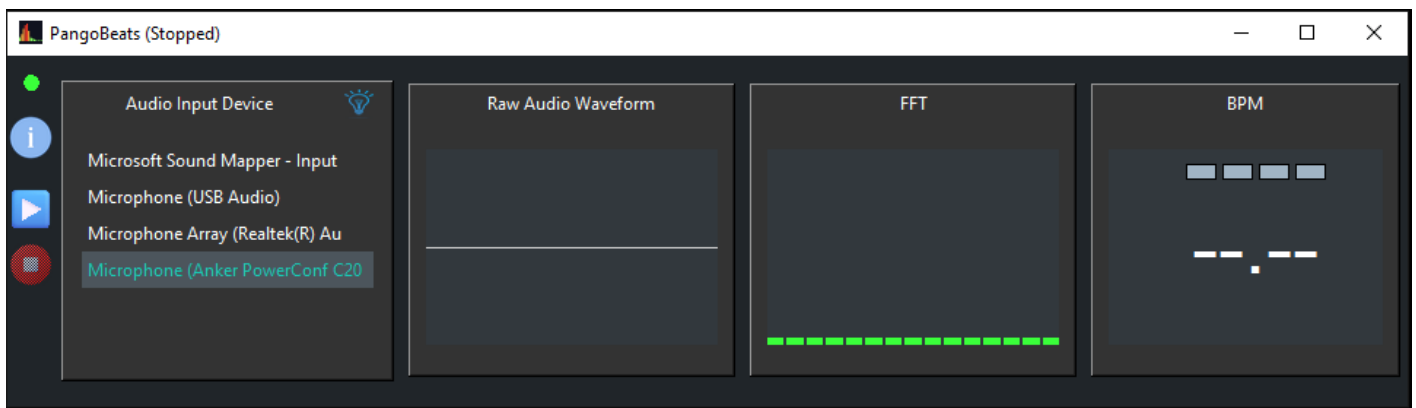 PangoBeats (Stopped)
Audio Input Device
Microsoft Sound Mapper - Input
Microphone (USB Audio)
Microphone Array (Realtek(R) Au
Microphone (Anker PowerConf C20
Raw Audio Waveform
FFT
BPM
--.--